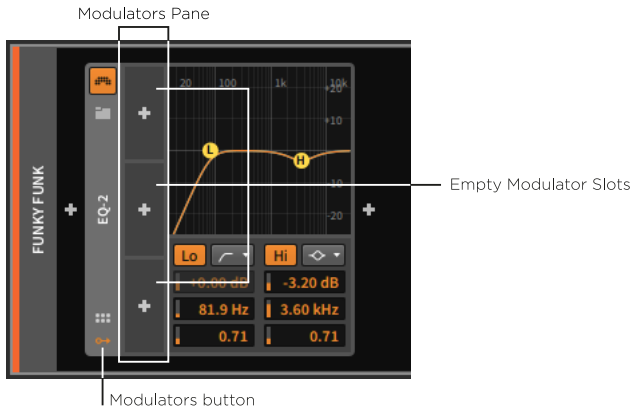 Modulators Pane
20 100 1k 10k
+20
+10
-10
-20
L
H
FUNKY FUNK
EQ-2
Empty Modulator Slots
Lo Hi
+0.00 dB -3.20 dB
81.9 Hz 3.60 kHz
0.71 0.71
Modulators button